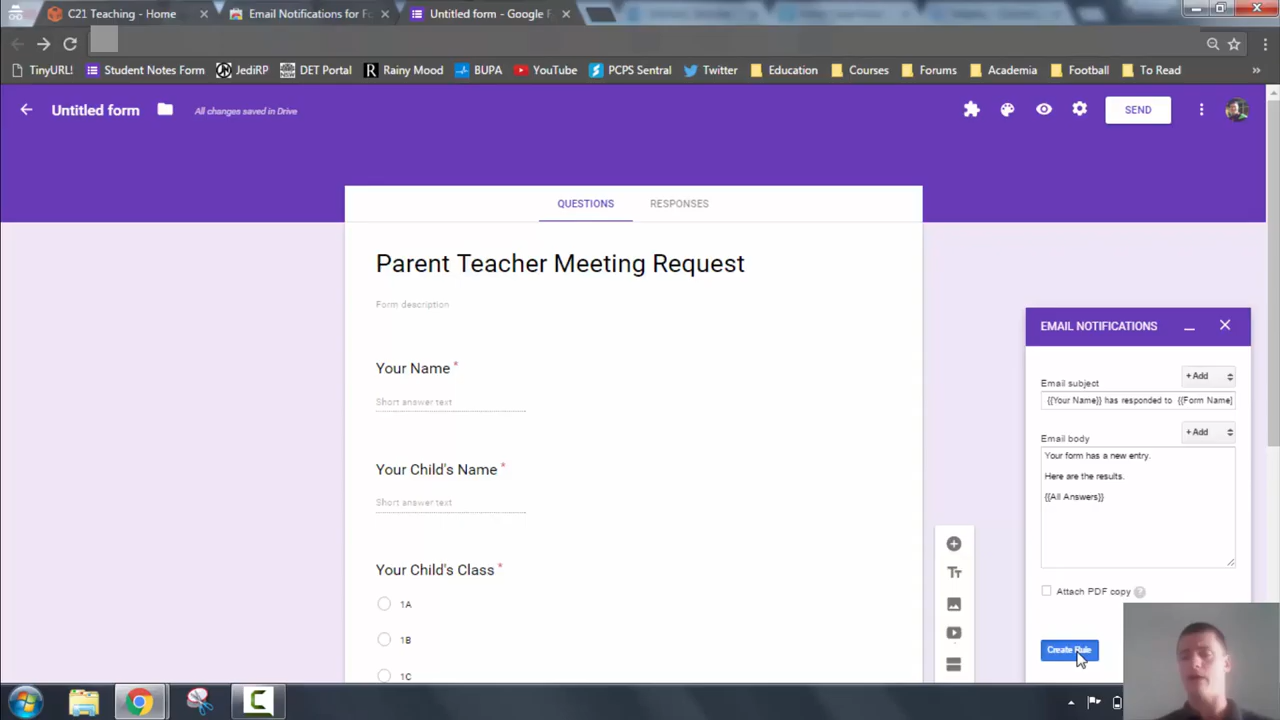 C21 Teaching - Home
Email Notifications for Fo
Untitled form - Google F
TinyURL!
Student Notes Form
JediRP
DET Portal
Rainy Mood
BUPA
YouTube
PCPS Sentral
Twitter
Education
Courses
Forums
Academia
Football
To Read
»
Untitled form
All changes saved in Drive
SEND
QUESTIONS
RESPONSES
Parent Teacher Meeting Request
Form description
Your Name *
Short answer text
Your Child's Name *
Short answer text
Your Child's Class *
1A
1B
1C
EMAIL NOTIFICATIONS
+ Add
Email subject
{{Your Name}} has responded to {{Form Name}
+ Add
Email body
Your form has a new entry.
Here are the results.
{{All Answers}}
Attach PDF copy ?
Create Rule